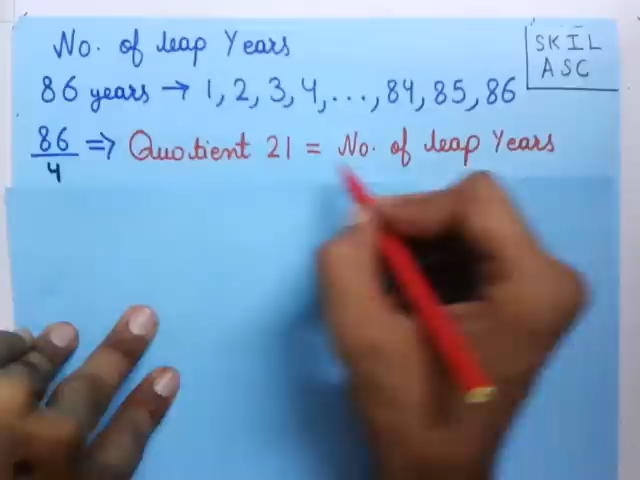 No. of leap Years
SKIL
ASC
86 years → 1, 2, 3, 4, ..., 84, 85, 86
86/4 => Quotient 21 = No. of leap Years